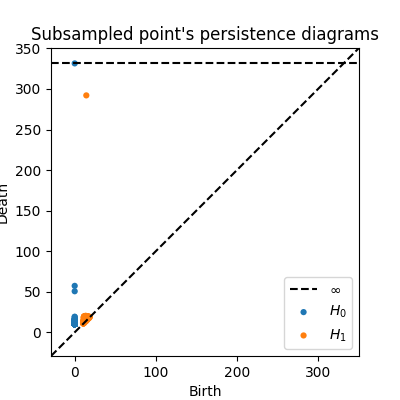 Subsampled point's persistence diagrams
350
300
250
200
150
100
50
0
Death
0 100 200 300
Birth
∞
H₀
H₁